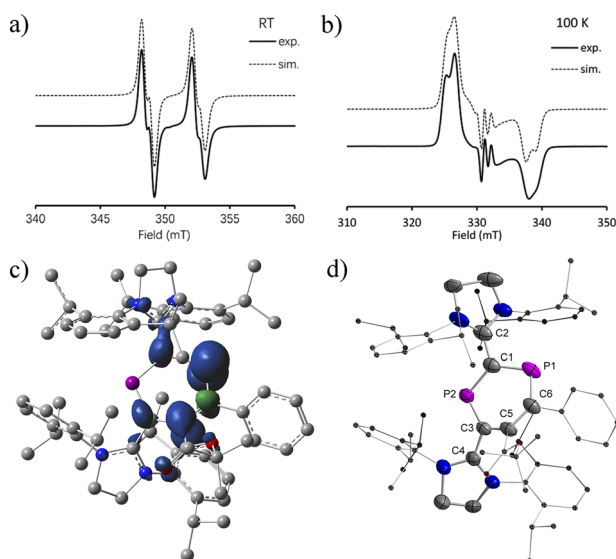 a)
RT
exp.
sim.
340 345 350 355 360
Field (mT)
b)
100 K
exp.
sim.
310 320 330 340 350
Field (mT)
c)
d)
C2
C1
P1
P2
C6
C5
C3
C4